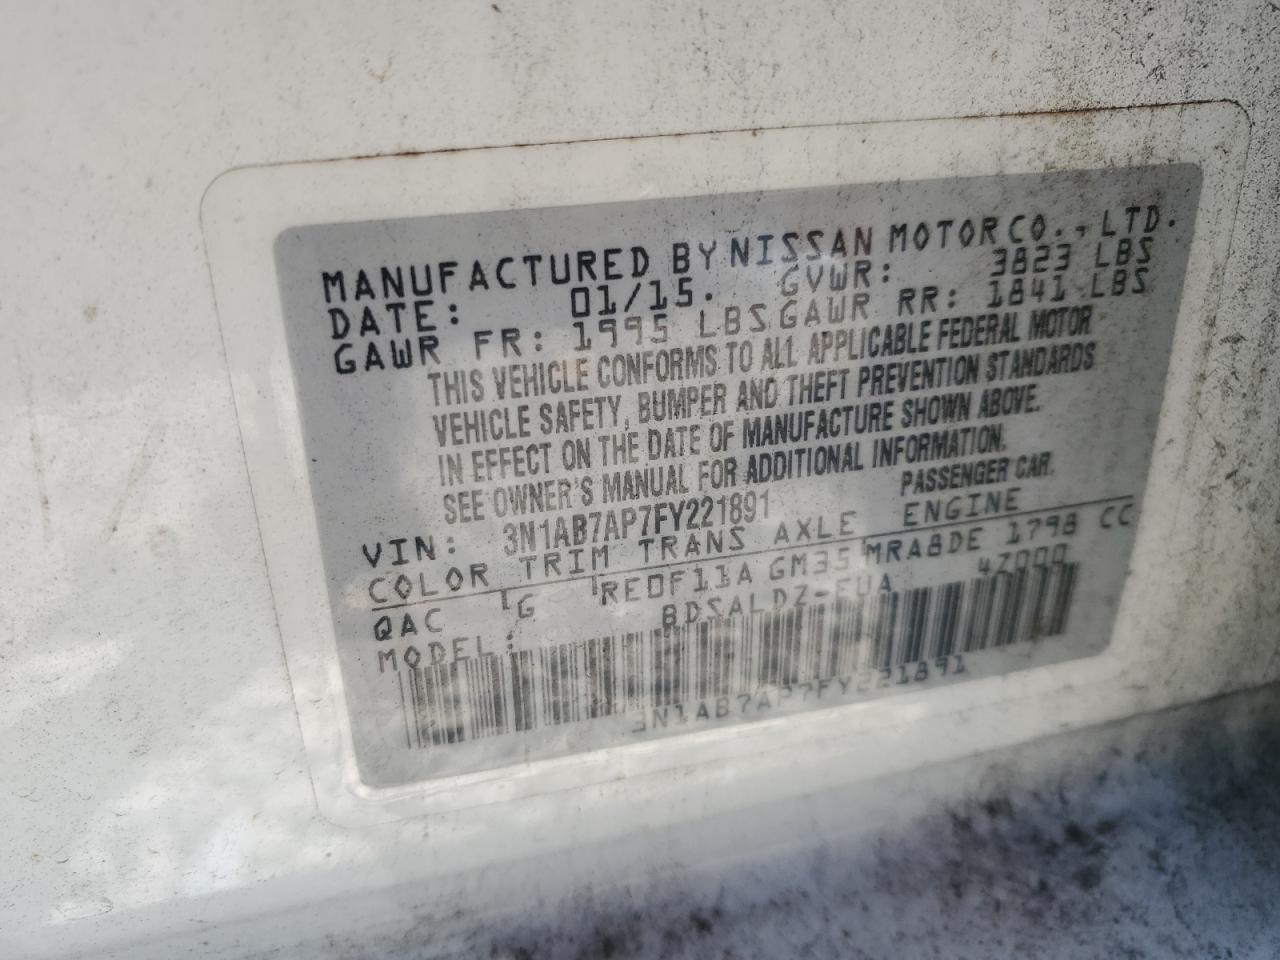 MANUFACTURED BY NISSAN MOTOR CO., LTD.
DATE: 01/15. GVWR: 3823 LBS
GAWR FR: 1995 LBS GAWR RR: 1841 LBS
THIS VEHICLE CONFORMS TO ALL APPLICABLE FEDERAL MOTOR
VEHICLE SAFETY, BUMPER AND THEFT PREVENTION STANDARDS
IN EFFECT ON THE DATE OF MANUFACTURE SHOWN ABOVE.
SEE OWNER'S MANUAL FOR ADDITIONAL INFORMATION.
VIN: 3N1AB7AP7FY221891 PASSENGER CAR.
COLOR TRIM TRANS AXLE ENGINE
QAC G RE0F11A GM35 MRA8DE 1798 CC
MODEL: BDSALDZ-EUA 4Z000
3N1AB7AP7FY221891